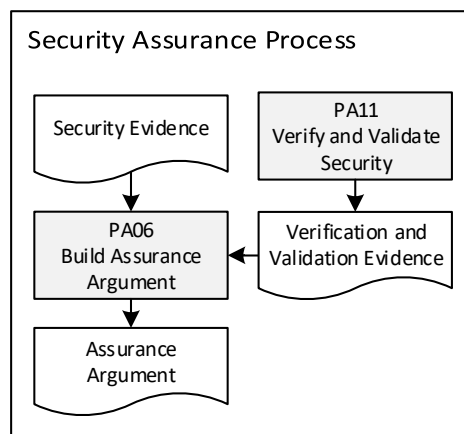 Security Assurance Process
Security Evidence
PA11
Verify and Validate
Security
PA06
Build Assurance
Argument
Verification and
Validation Evidence
Assurance
Argument